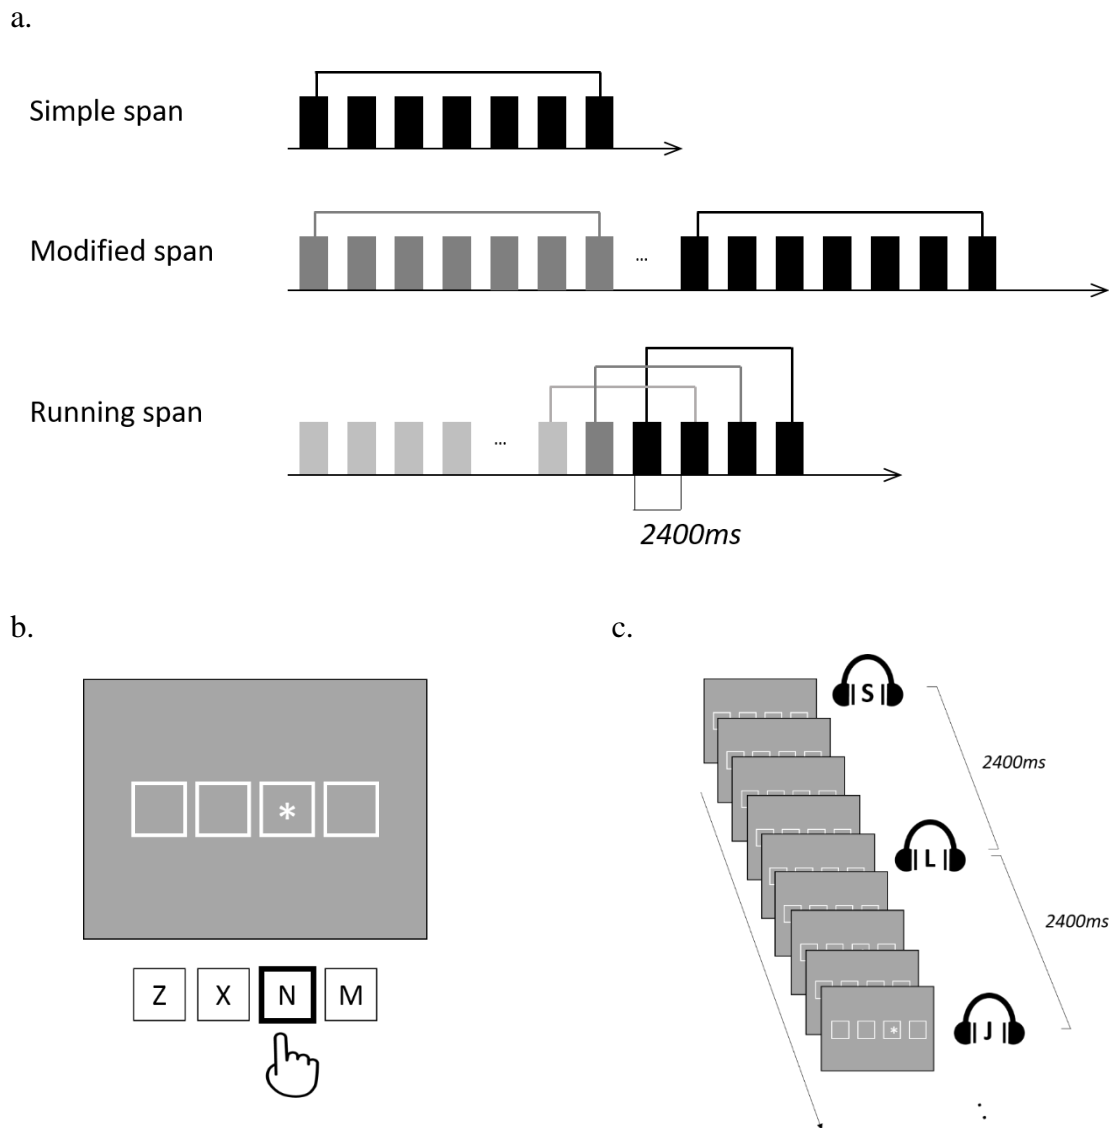 a.
Simple span
Modified span
...
Running span
...
2400ms
b.
c.
*
Z X N M
S
2400ms
L
2400ms
J
*